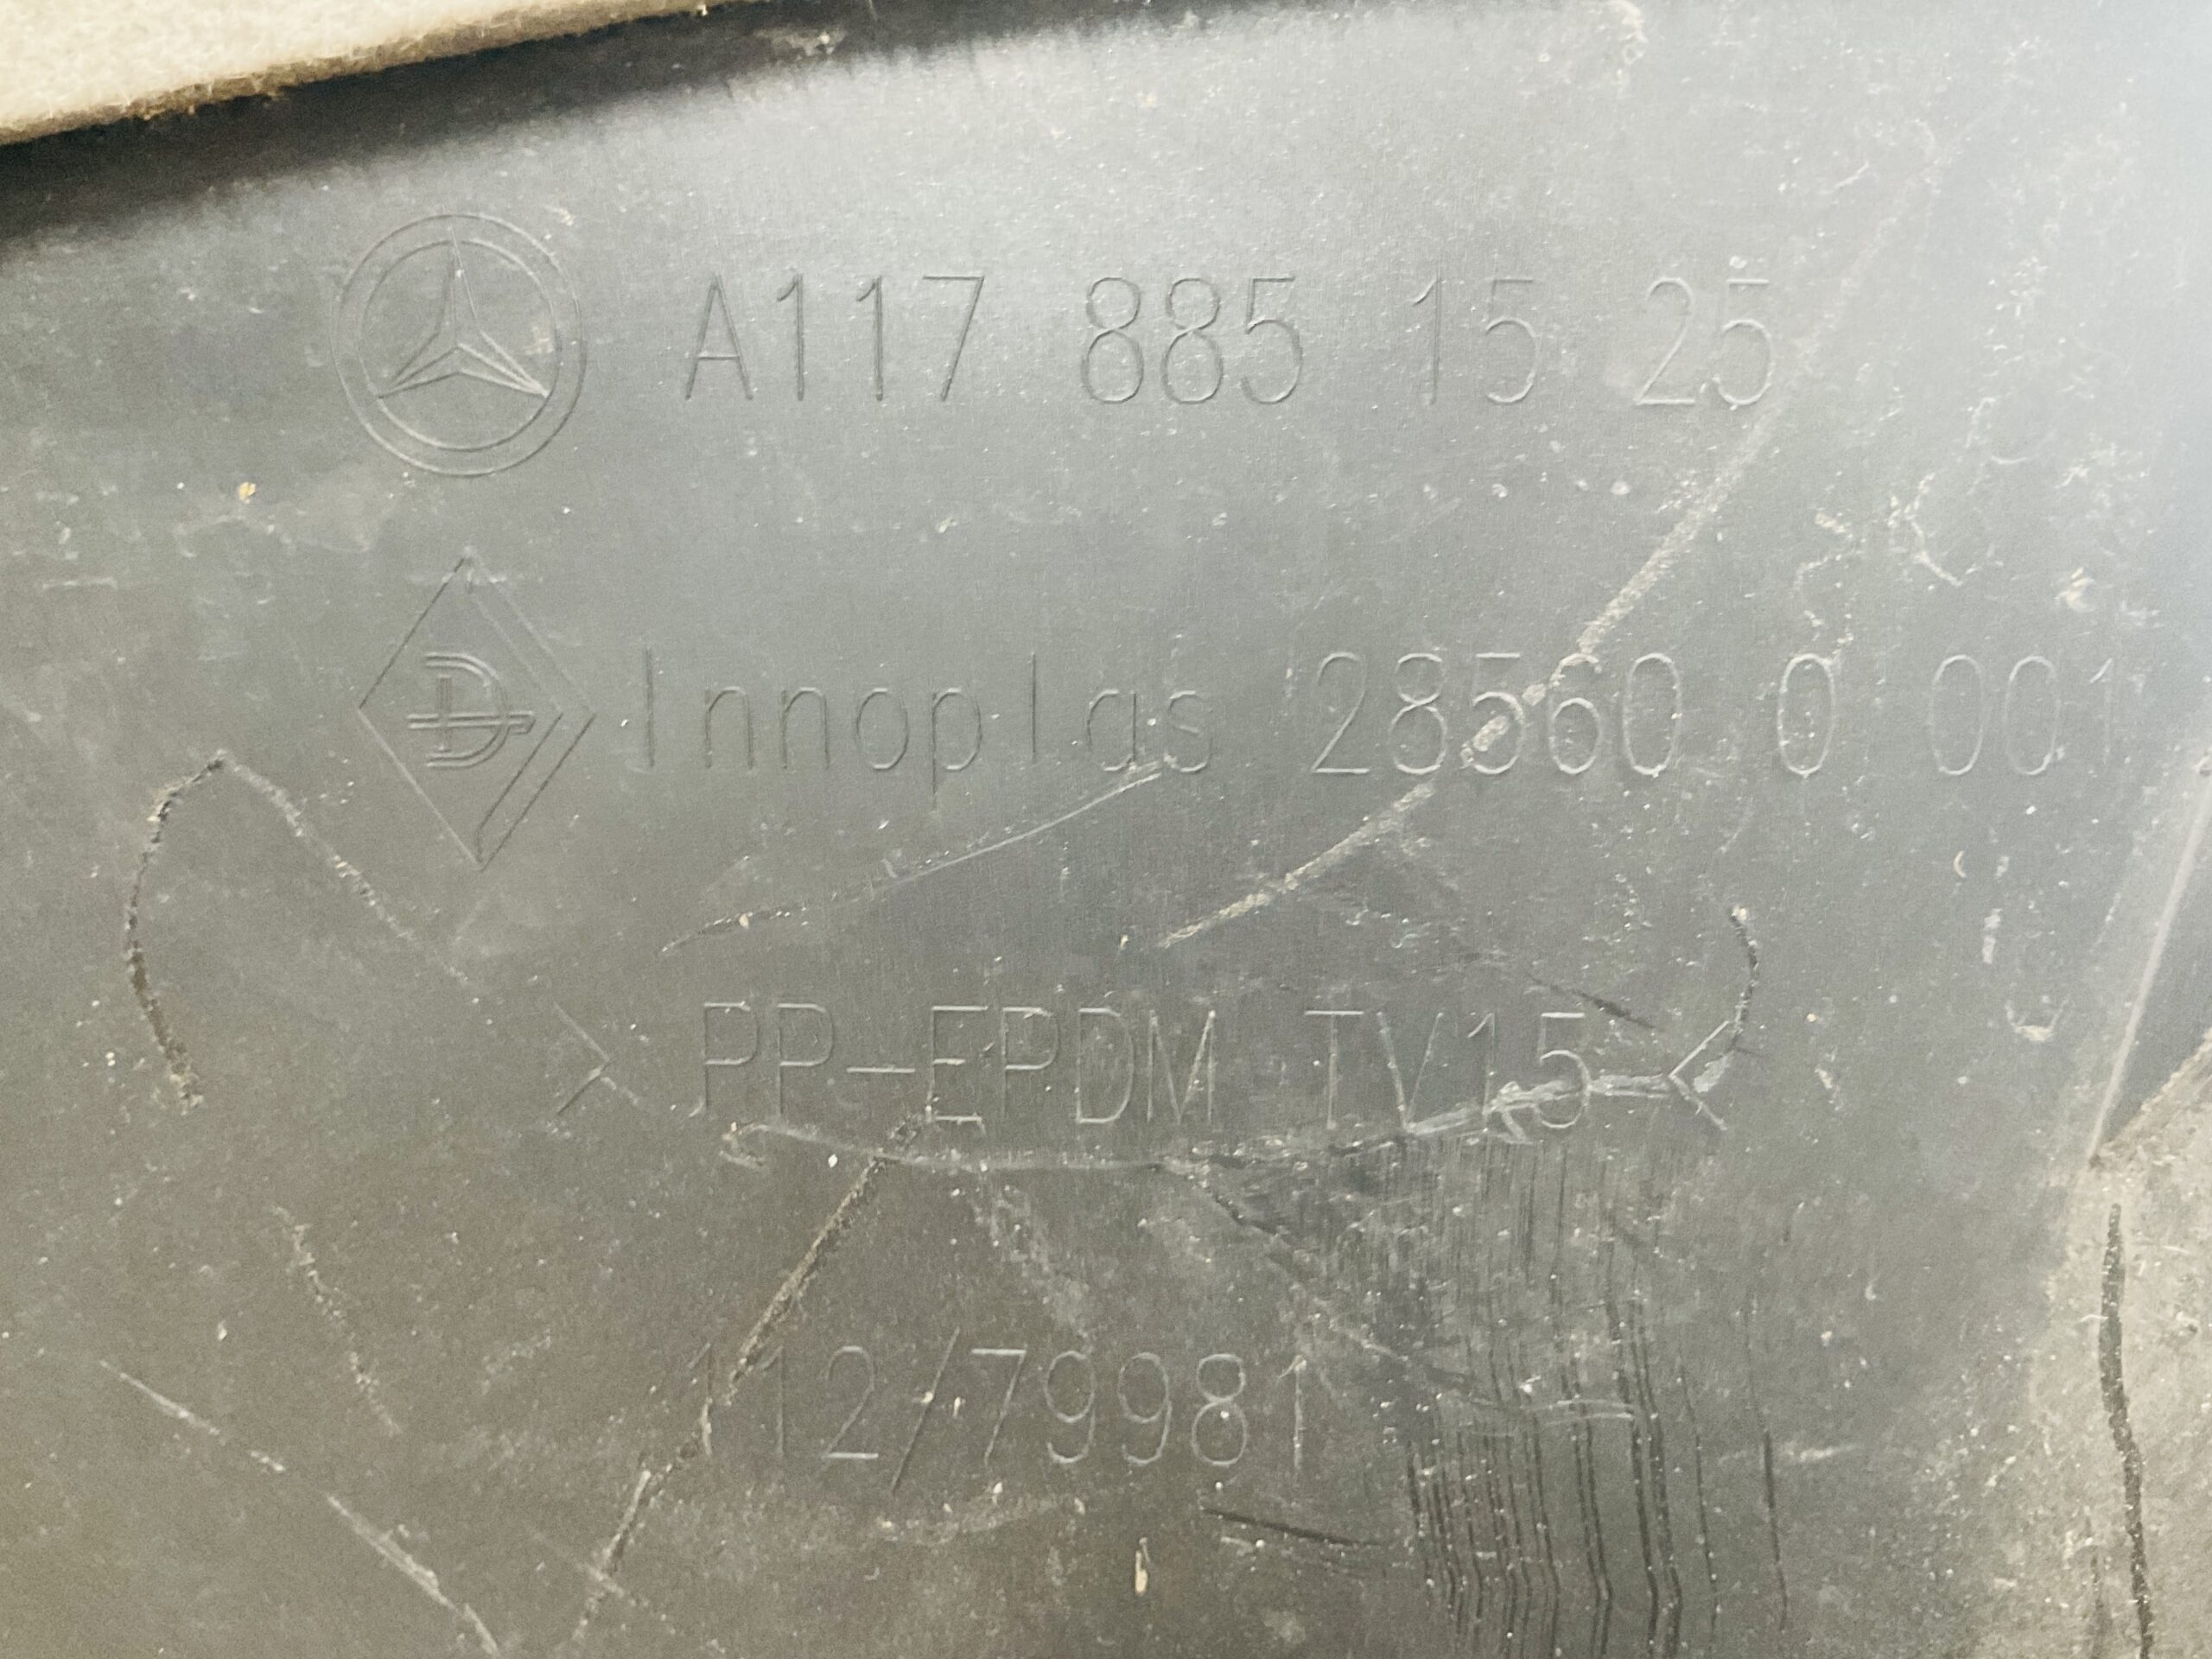 A117 885 15 25
Innoplas 28560 0 001
> PP-EPDM TV15 <
112/79981